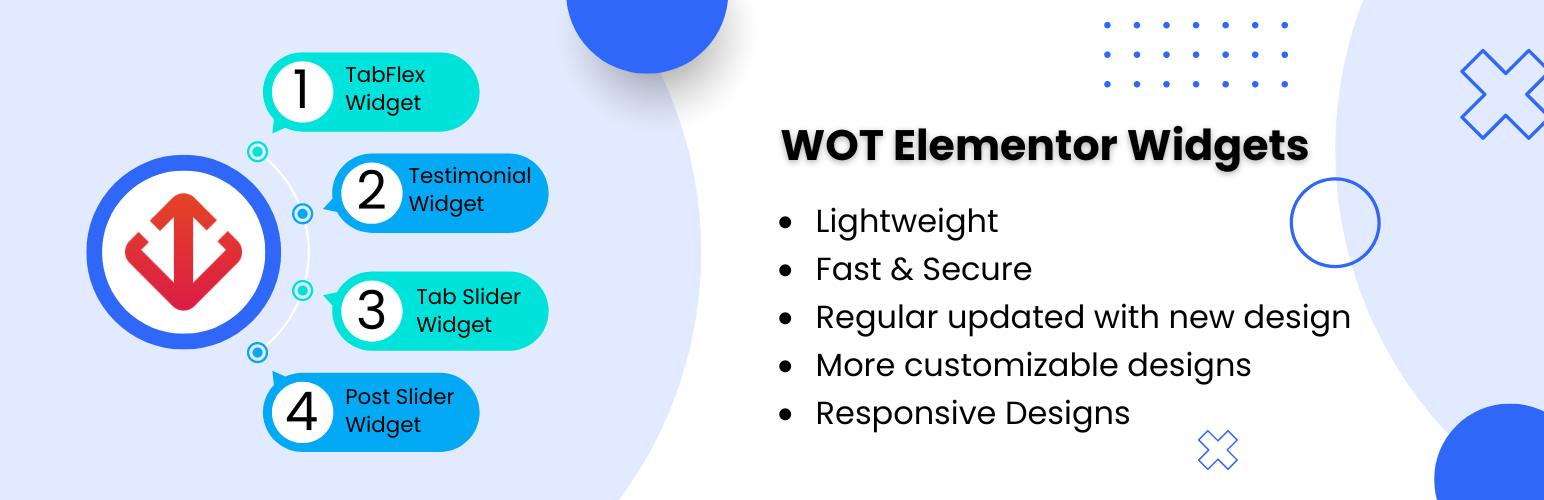 1
TabFlex
Widget
2
Testimonial
Widget
3
Tab Slider
Widget
4
Post Slider
Widget
WOT Elementor Widgets
• Lightweight
• Fast & Secure
• Regular updated with new design
• More customizable designs
• Responsive Designs